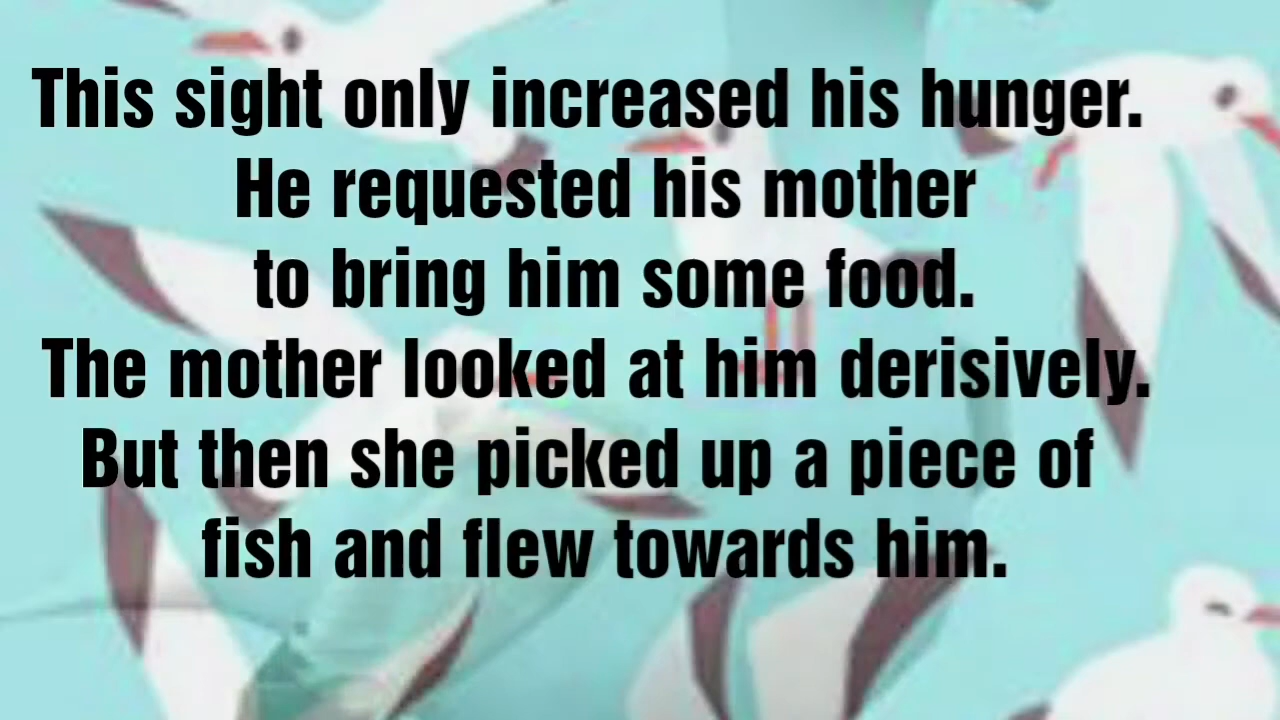 This sight only increased his hunger.
He requested his mother
to bring him some food.
The mother looked at him derisively.
But then she picked up a piece of
fish and flew towards him.